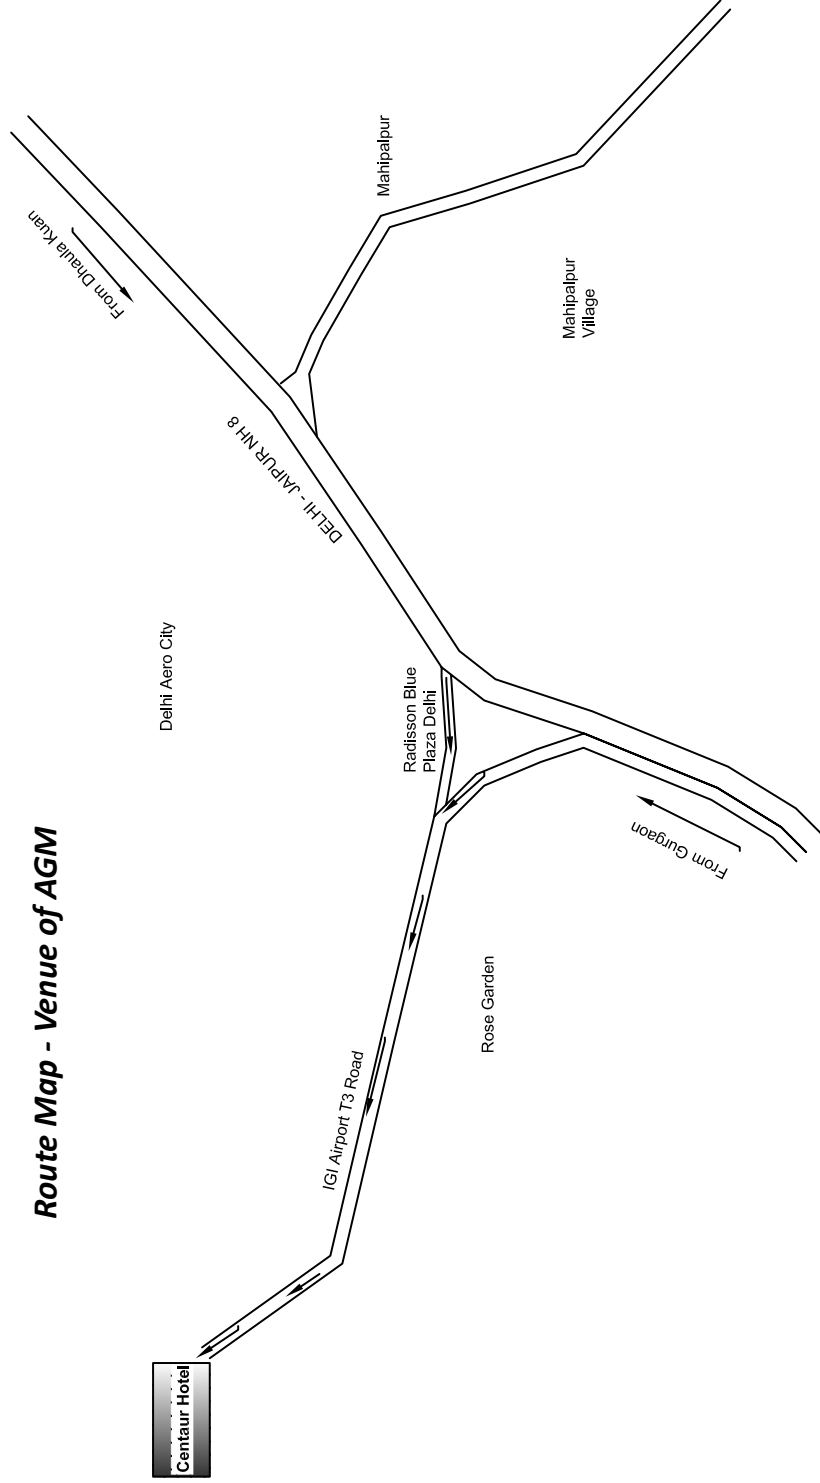 Route Map - Venue of AGM
From Dhaula Kuan
Mahipalpur
Mahipalpur
Village
DELHI - JAIPUR NH 8
Delhi Aero City
Radisson Blue
Plaza Delhi
From Gurgaon
Rose Garden
IGI Airport T3 Road
Centaur Hotel